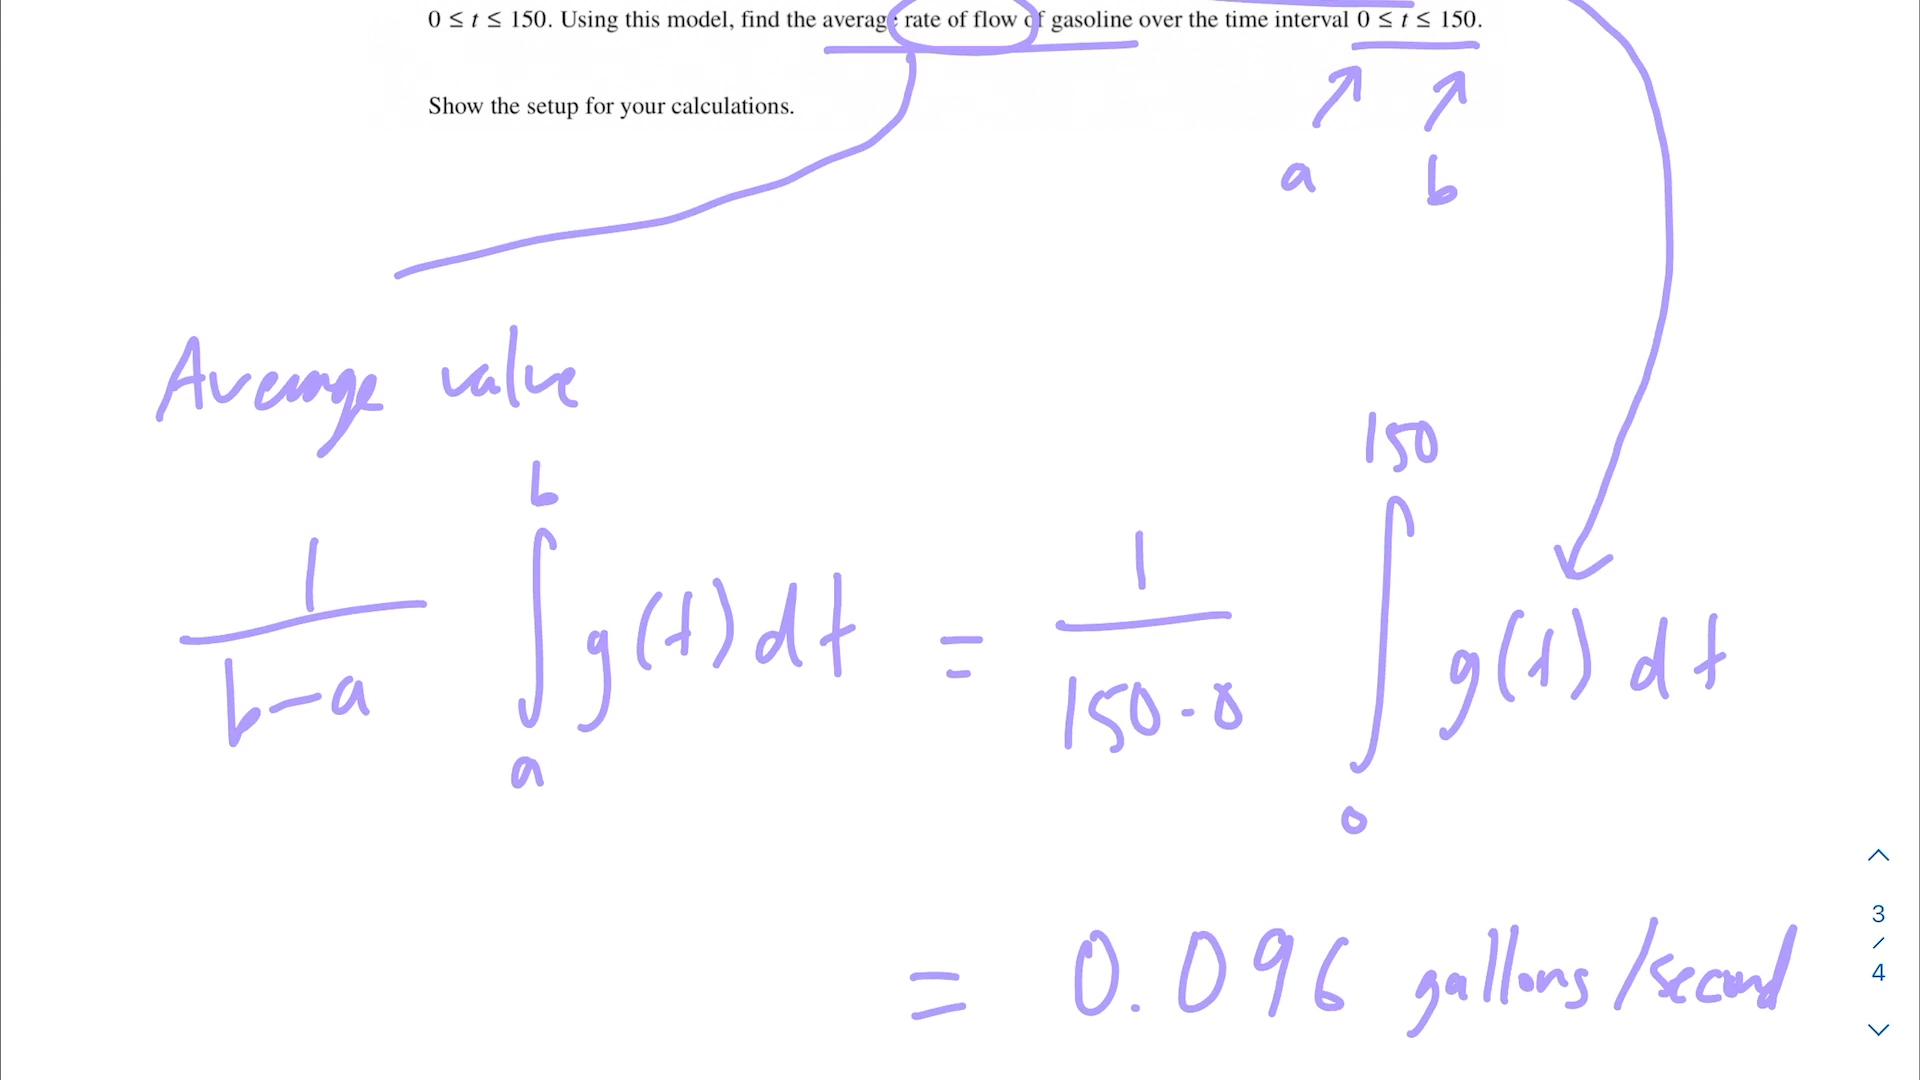 0 ≤ t ≤ 150. Using this model, find the average rate of flow of gasoline over the time interval 0 ≤ t ≤ 150.
Show the setup for your calculations.
a b
Average value
1/(b-a) ∫_a^b g(t) dt = 1/(150-0) ∫_0^150 g(t) dt
= 0.096 gallons/second
3
/
4